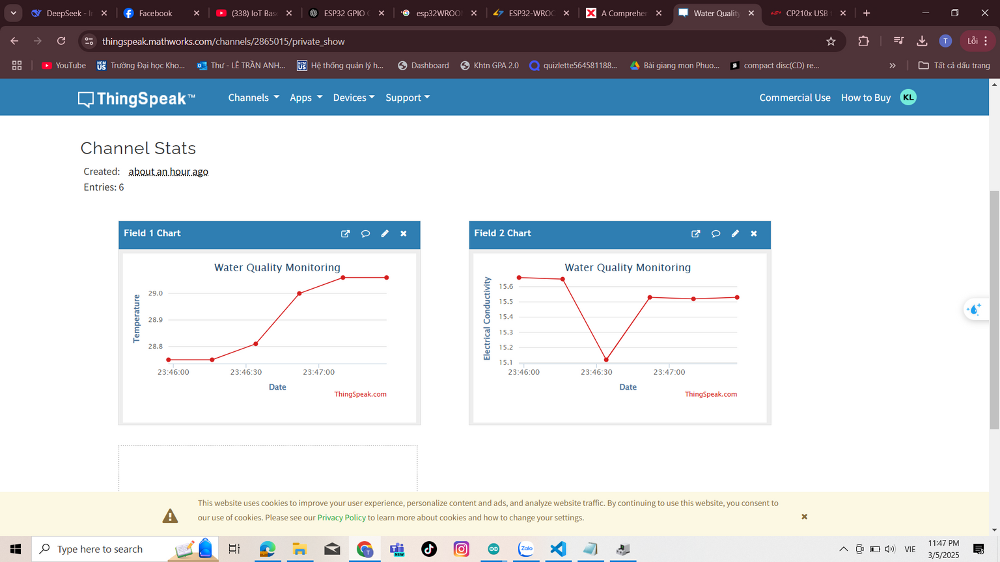 DeepSeek - I
Facebook
(338) IoT Bas
ESP32 GPIO
esp32WROO
ESP32-WROC
A Comprehen
Water Quality
CP210x USB
thingspeak.mathworks.com/channels/2865015/private_show
T
Lỗi
YouTube
Trường Đại học Kho...
Thư - LÊ TRẦN ANH...
Hệ thống quản lý h...
Dashboard
Khtn GPA 2.0
quizlette564581188...
Bài giang mon Phuo...
compact disc(CD) re...
Tất cả dấu trang
ThingSpeak™
Channels
Apps
Devices
Support
Commercial Use
How to Buy
KL
Channel Stats
Created: about an hour ago
Entries: 6
Field 1 Chart
Water Quality Monitoring
Temperature
29.0
28.9
28.8
23:46:00 23:46:30 23:47:00
Date
ThingSpeak.com
Field 2 Chart
Water Quality Monitoring
Electrical Conductivity
15.6
15.5
15.4
15.3
15.2
15.1
23:46:00 23:46:30 23:47:00
Date
ThingSpeak.com
This website uses cookies to improve your user experience, personalize content and ads, and analyze website traffic. By continuing to use this website, you consent to
our use of cookies. Please see our Privacy Policy to learn more about cookies and how to change your settings.
Type here to search
NEW
Zalo
VIE
11:47 PM
3/5/2025